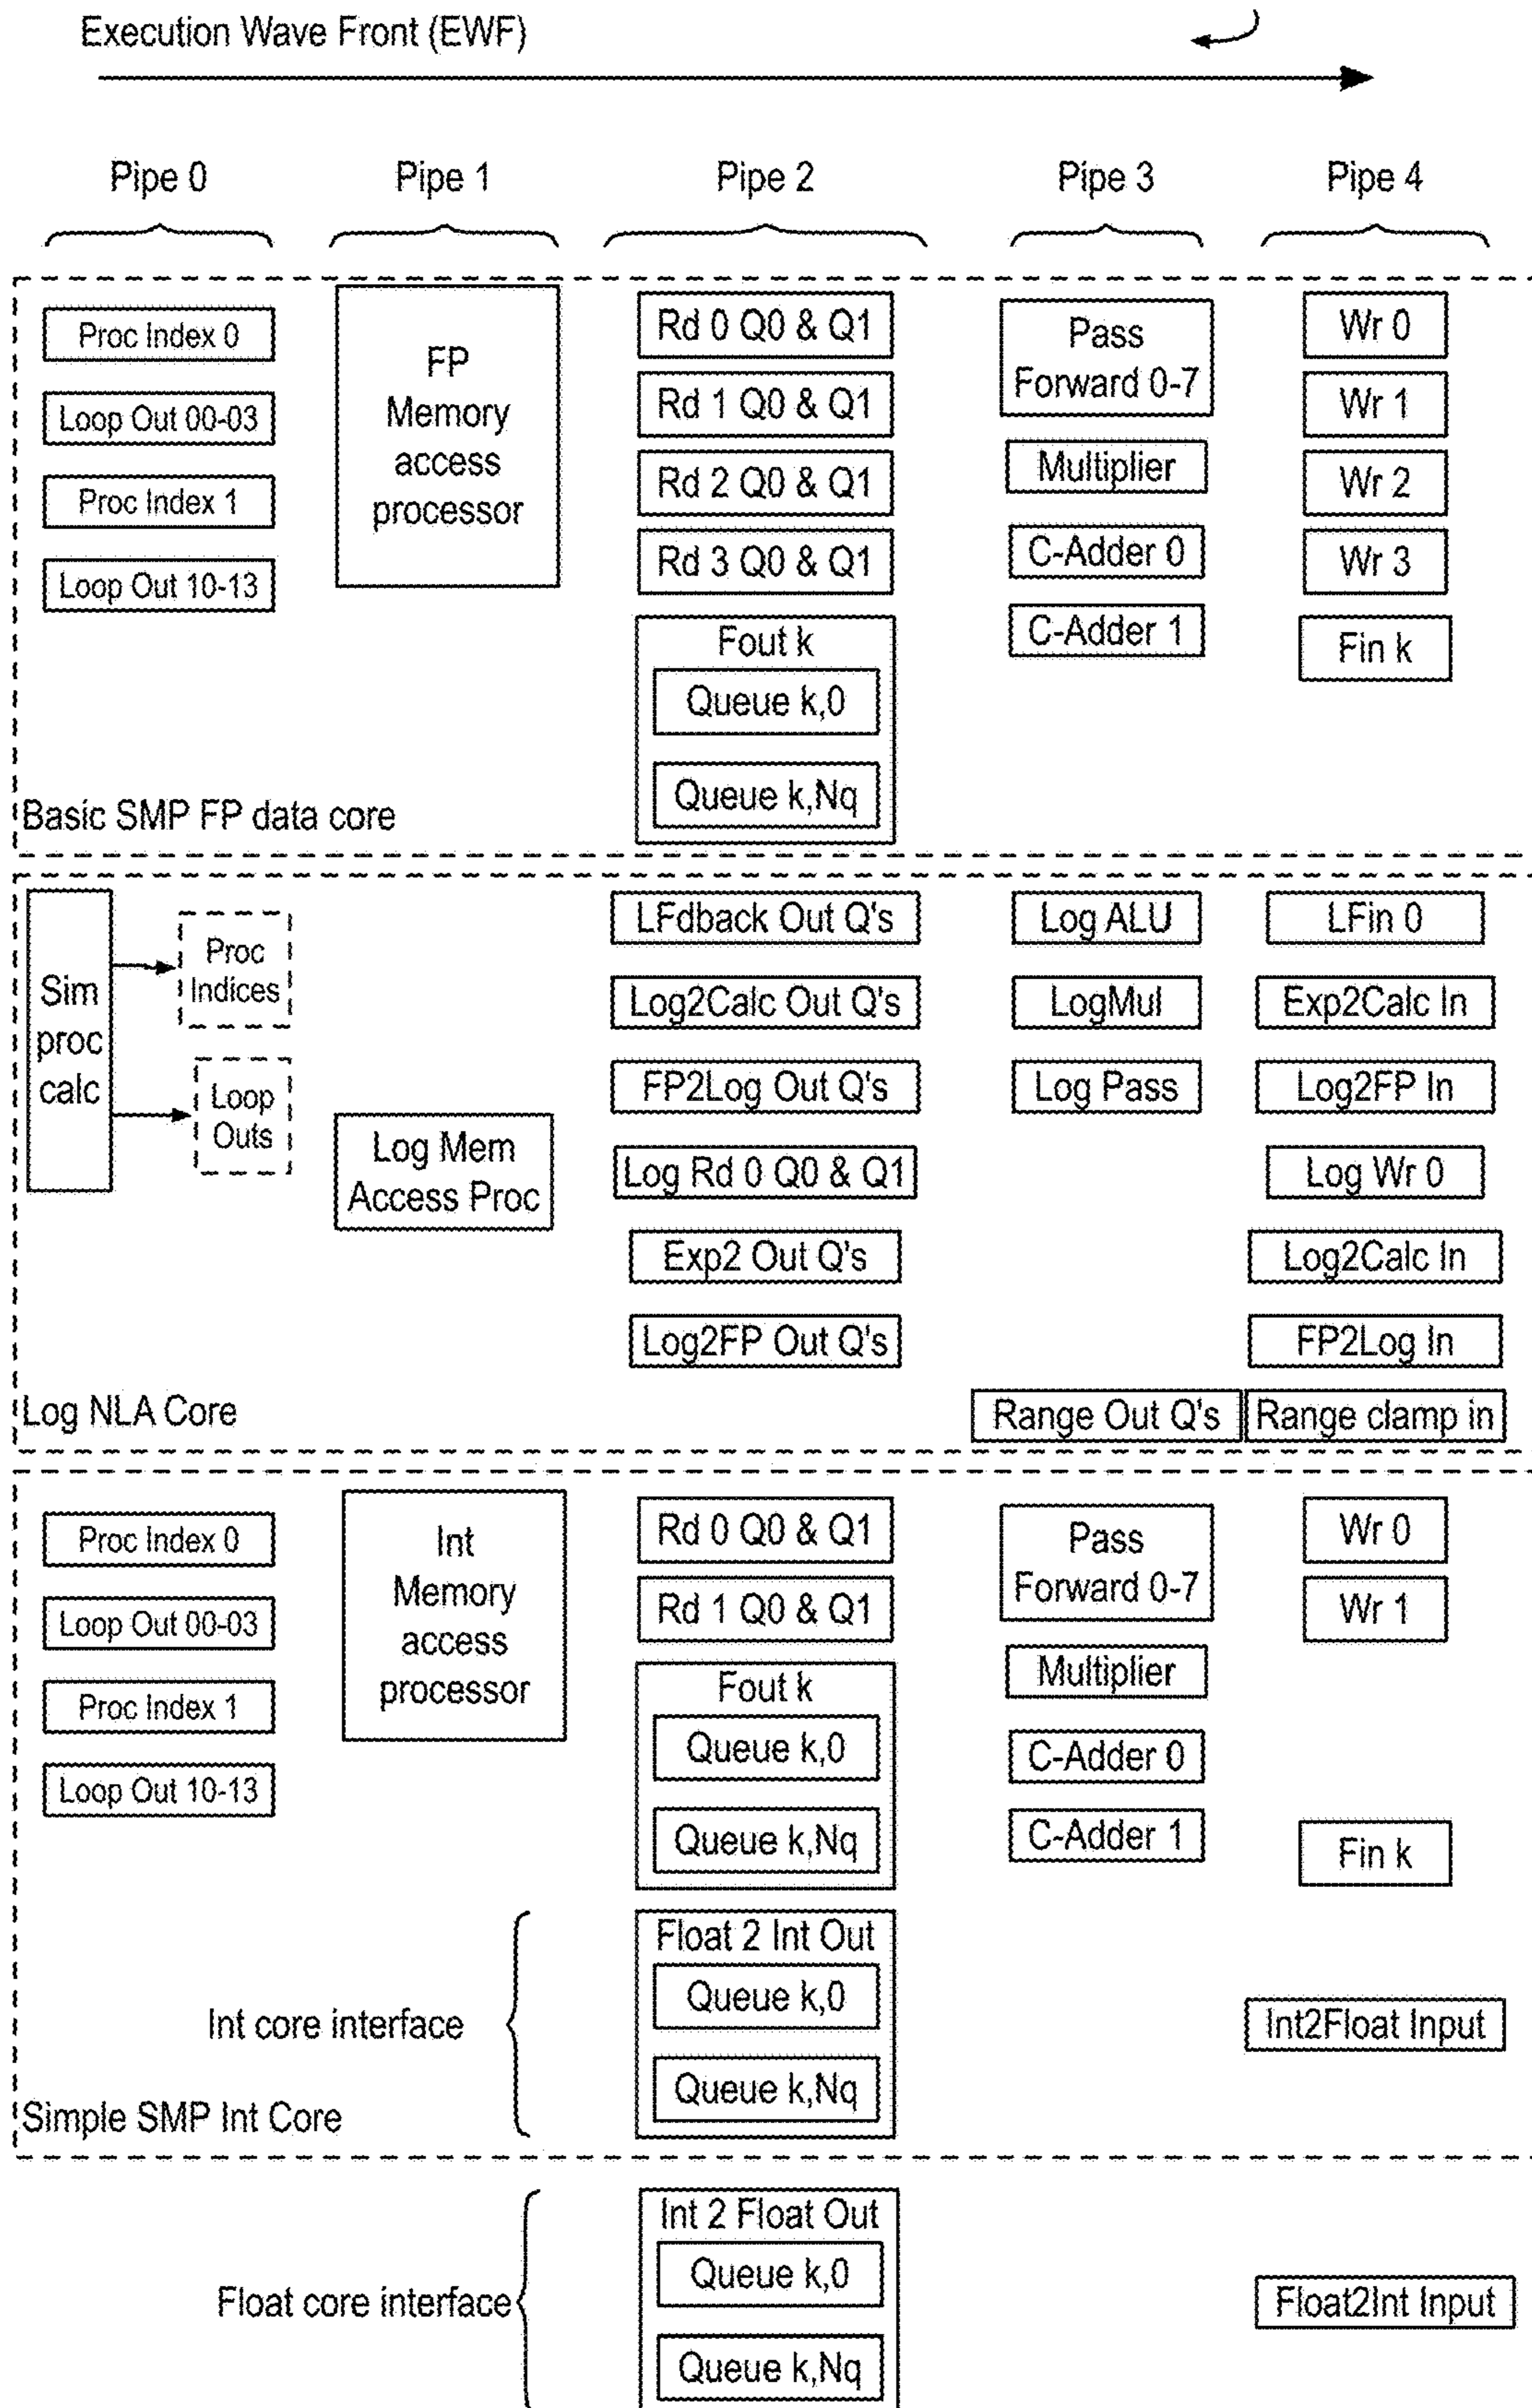 Execution Wave Front (EWF)
Pipe 0
Pipe 1
Pipe 2
Pipe 3
Pipe 4
Proc Index 0
Loop Out 00-03
Proc Index 1
Loop Out 10-13
FP
Memory
access
processor
Rd 0 Q0 & Q1
Rd 1 Q0 & Q1
Rd 2 Q0 & Q1
Rd 3 Q0 & Q1
Fout k
Queue k,0
Queue k,Nq
Pass
Forward 0-7
Multiplier
C-Adder 0
C-Adder 1
Wr 0
Wr 1
Wr 2
Wr 3
Fin k
Basic SMP FP data core
Sim
proc
calc
Proc
Indices
Loop
Outs
Log Mem
Access Proc
LFdback Out Q's
Log2Calc Out Q's
FP2Log Out Q's
Log Rd 0 Q0 & Q1
Exp2 Out Q's
Log2FP Out Q's
Log ALU
LogMul
Log Pass
Range Out Q's
LFin 0
Exp2Calc In
Log2FP In
Log Wr 0
Log2Calc In
FP2Log In
Range clamp in
Log NLA Core
Proc Index 0
Loop Out 00-03
Proc Index 1
Loop Out 10-13
Int
Memory
access
processor
Rd 0 Q0 & Q1
Rd 1 Q0 & Q1
Fout k
Queue k,0
Queue k,Nq
Pass
Forward 0-7
Multiplier
C-Adder 0
C-Adder 1
Wr 0
Wr 1
Fin k
Int core interface
Float 2 Int Out
Queue k,0
Queue k,Nq
Int2Float Input
Simple SMP Int Core
Float core interface
Int 2 Float Out
Queue k,0
Queue k,Nq
Float2Int Input